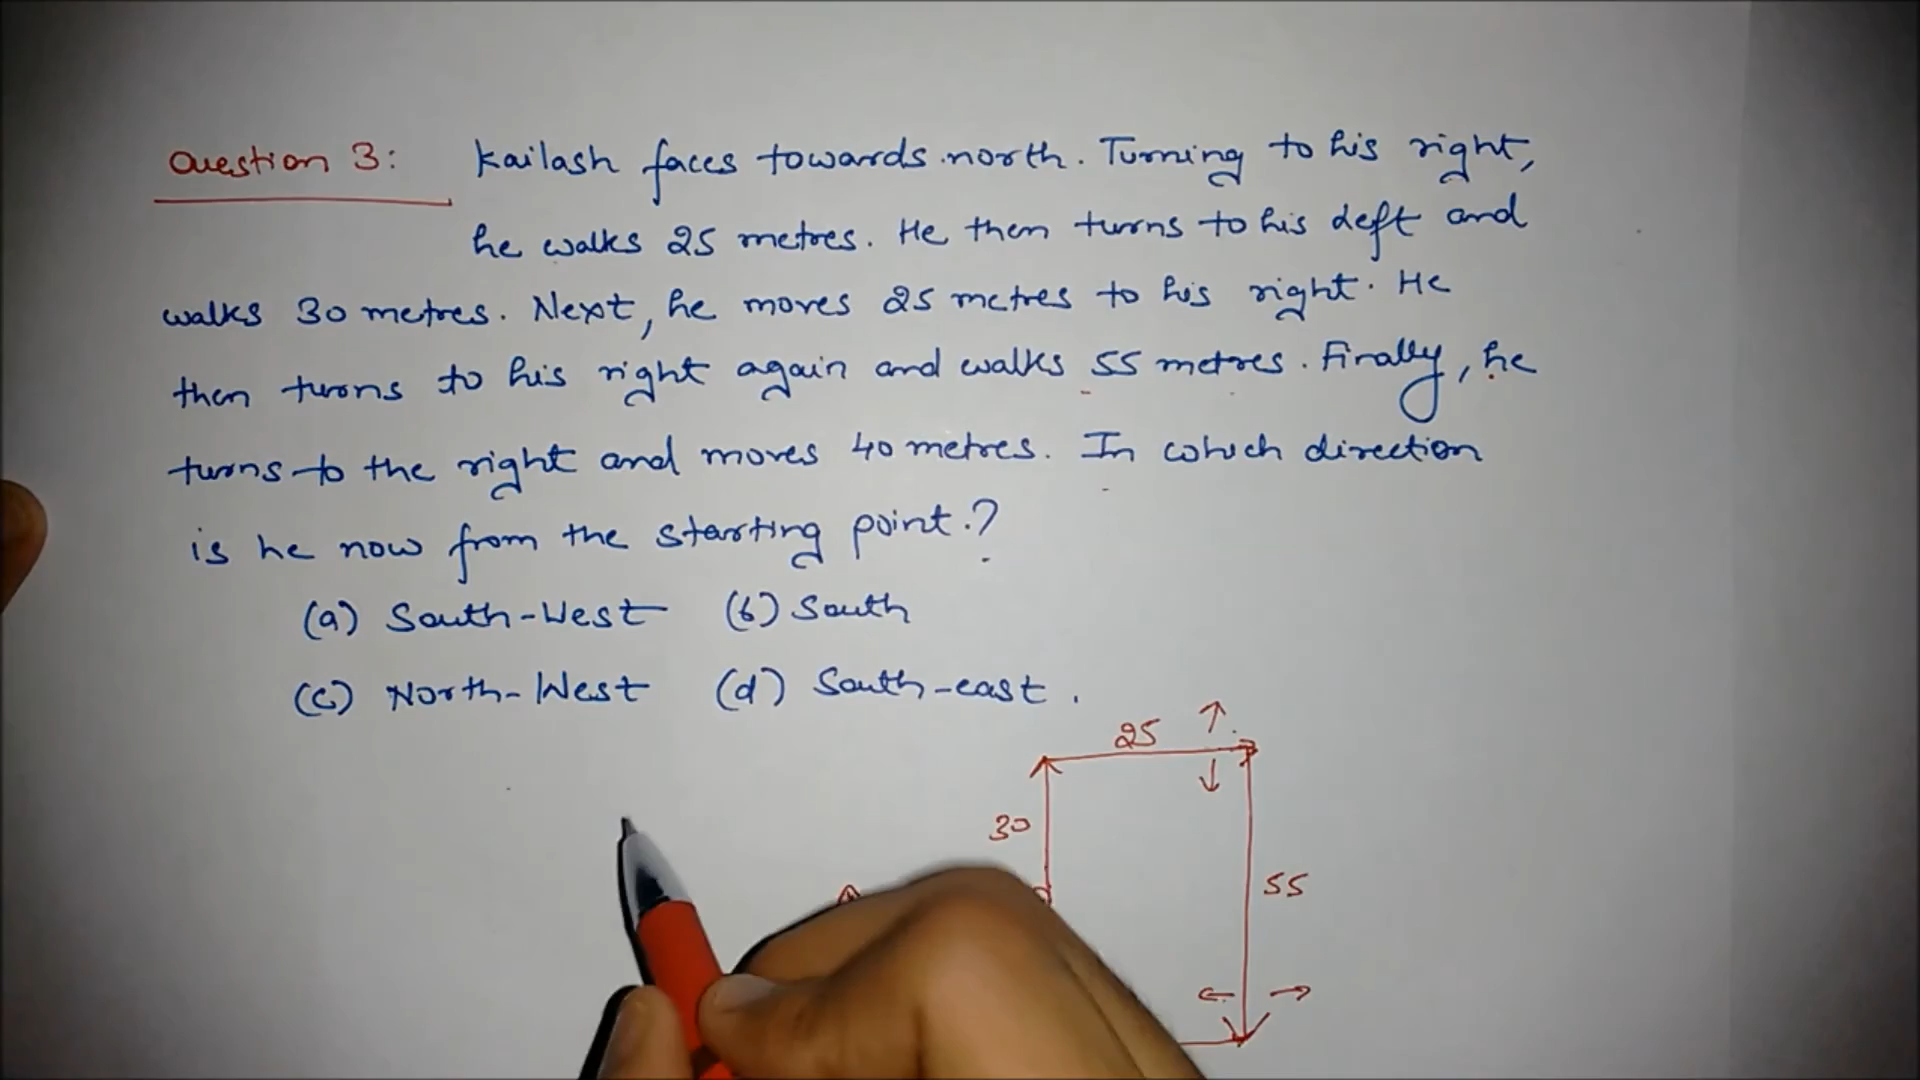 Question 3: Kailash faces towards north. Turning to his right,
he walks 25 metres. He then turns to his left and
walks 30 metres. Next, he moves 25 metres to his right. He
then turns to his right again and walks 55 metres. Finally, he
turns to the right and moves 40 metres. In which direction
is he now from the starting point.?
(a) South-West (b) South
(c) North-West (d) South-east.
25
30
55